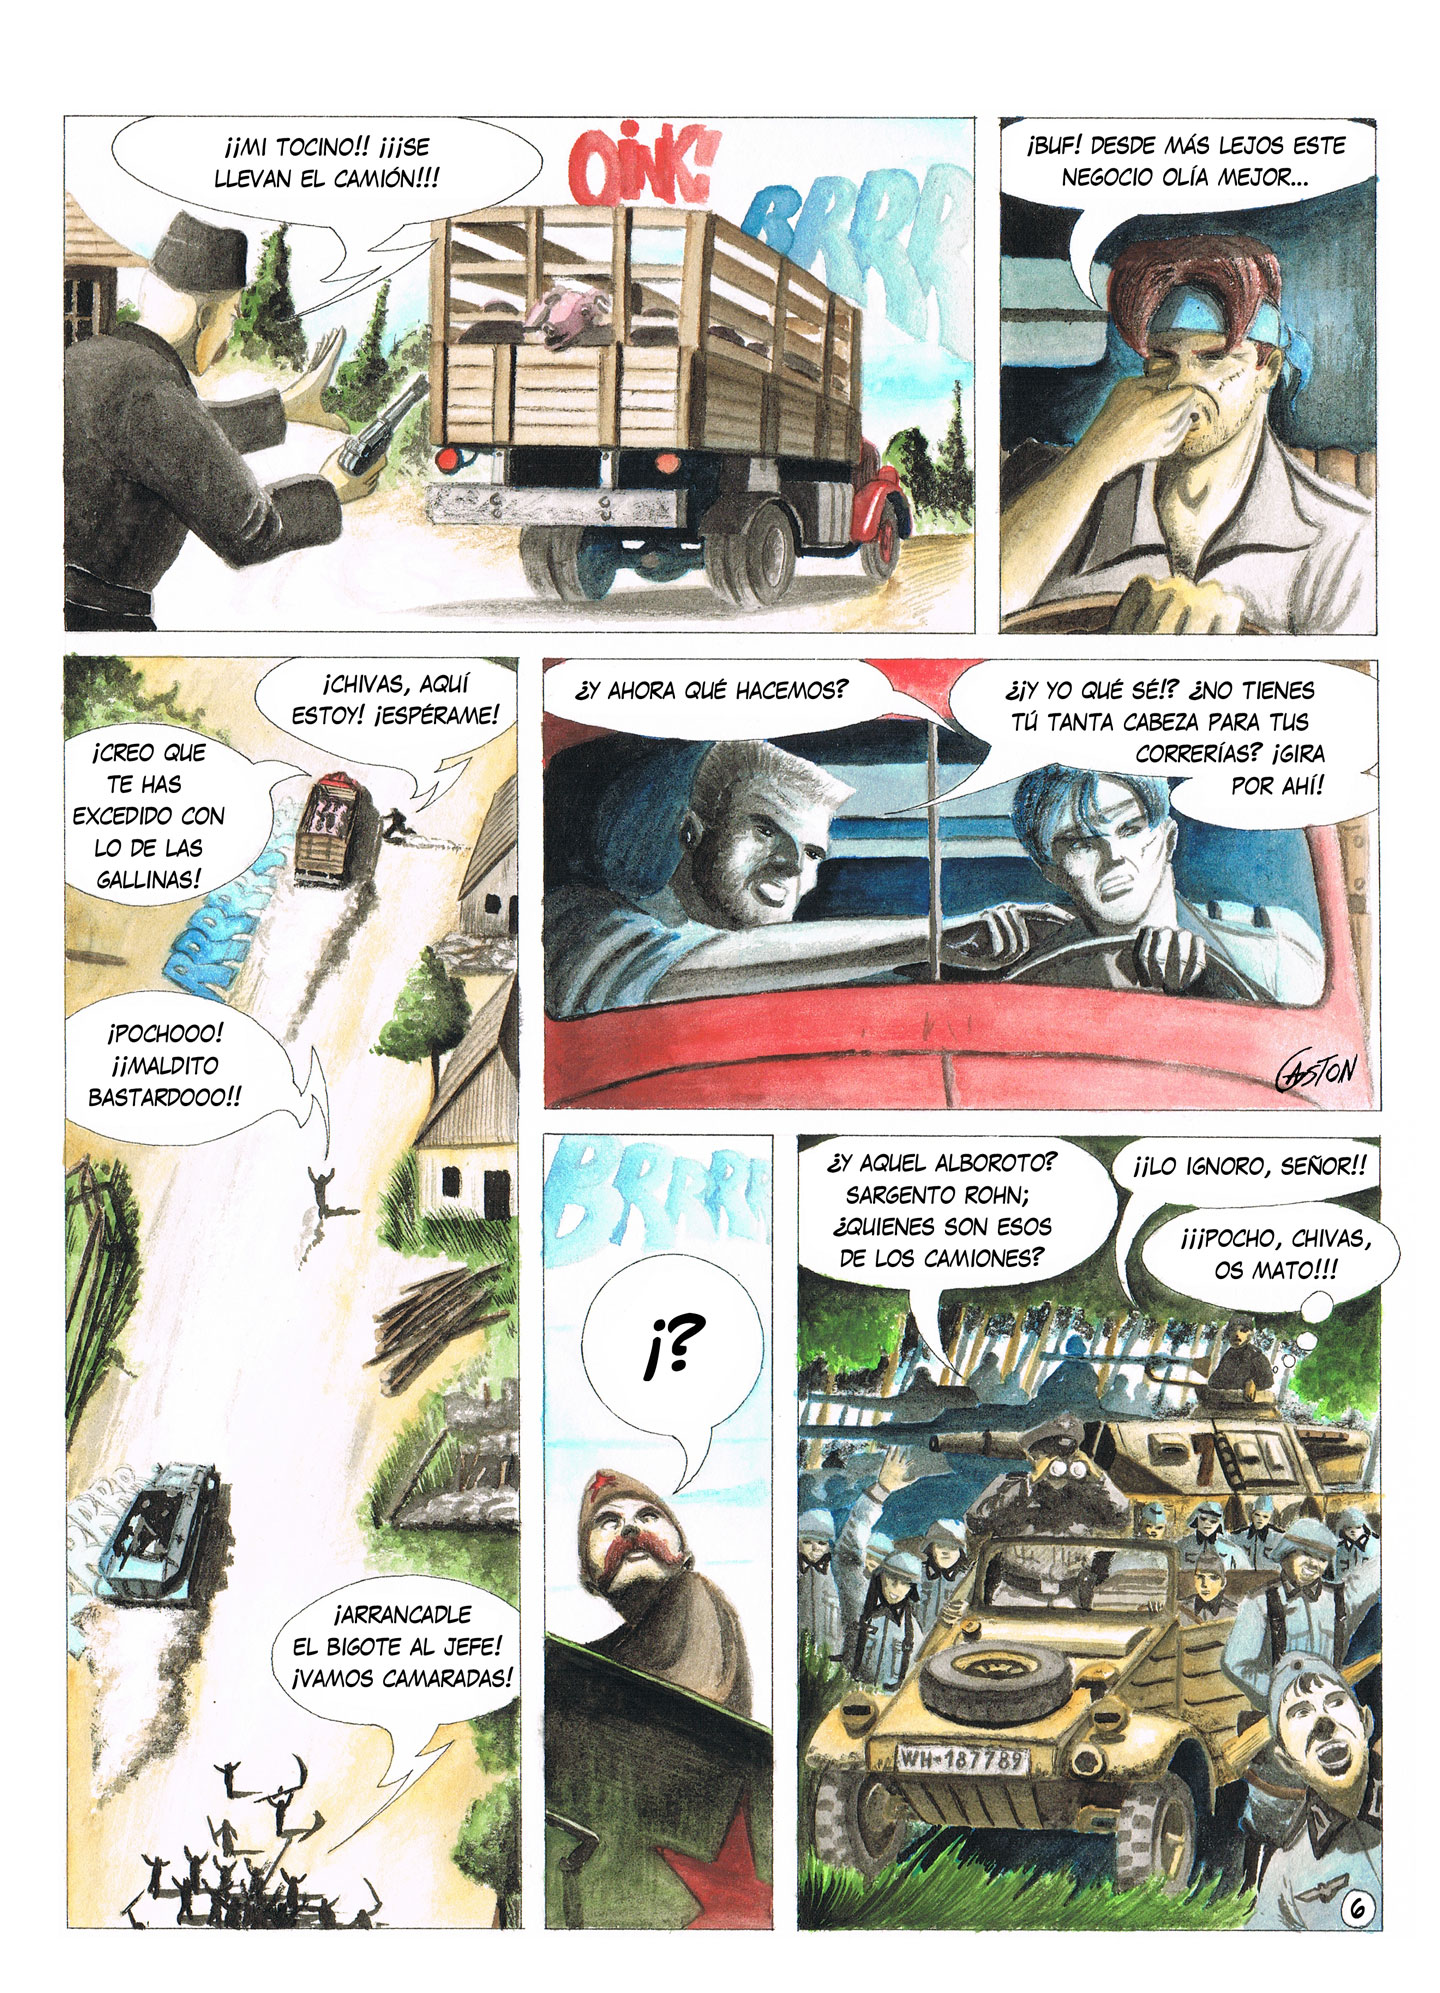 ¡¡MI TOCINO!! ¡¡¡SE
LLEVAN EL CAMIÓN!!!
OiNK!
RRRR
¡BUF! DESDE MÁS LEJOS ESTE
NEGOCIO OLÍA MEJOR...
¡CHIVAS, AQUÍ
ESTOY! ¡ESPÉRAME!
¡CREO QUE
TE HAS
EXCEDIDO CON
LO DE LAS
GALLINAS!
RRRR
¡POCHOOO!
¡¡MALDITO
BASTARDOOO!!
RRRR
¡ARRANCADLE
EL BIGOTE AL JEFE!
¡VAMOS CAMARADAS!
¿Y AHORA QUÉ HACEMOS?
¿¡Y YO QUÉ SÉ!? ¿NO TIENES
TÚ TANTA CABEZA PARA TUS
CORRERÍAS? ¡GIRA
POR AHÍ!
GASTON
BRRRRR
¡?
¿Y AQUEL ALBOROTO?
SARGENTO ROHN;
¿QUIENES SON ESOS
DE LOS CAMIONES?
¡¡LO IGNORO, SEÑOR!!
¡¡¡POCHO, CHIVAS,
OS MATO!!!
WH-187789
6